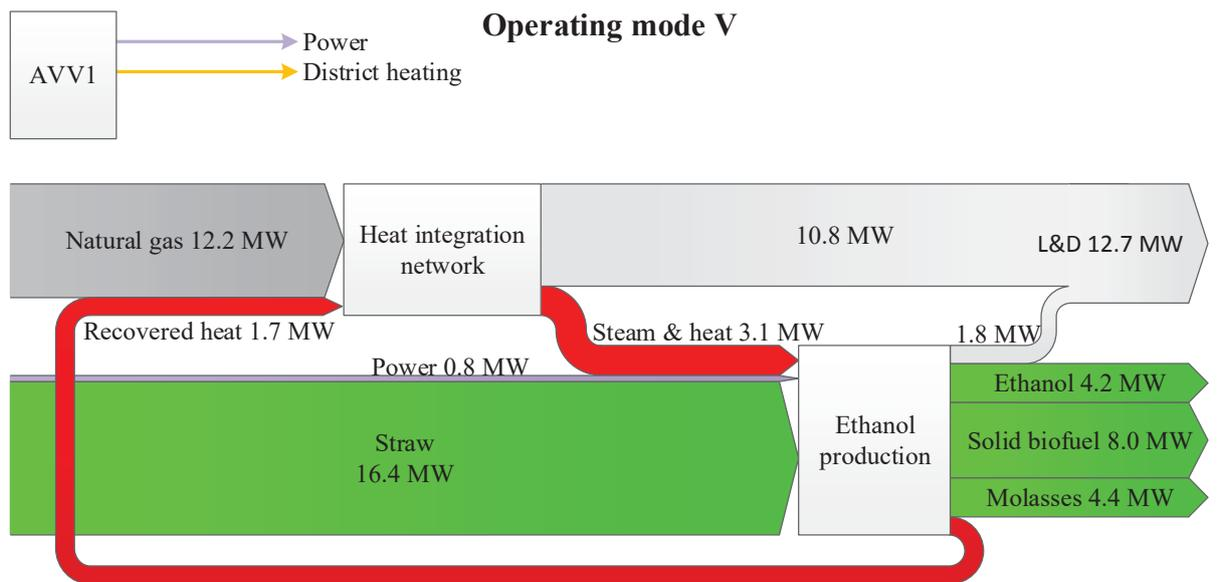 Operating mode V
AVV1
Power
District heating
Natural gas 12.2 MW
Heat integration
network
10.8 MW
L&D 12.7 MW
Recovered heat 1.7 MW
Steam & heat 3.1 MW
1.8 MW
Power 0.8 MW
Straw
16.4 MW
Ethanol
production
Ethanol 4.2 MW
Solid biofuel 8.0 MW
Molasses 4.4 MW